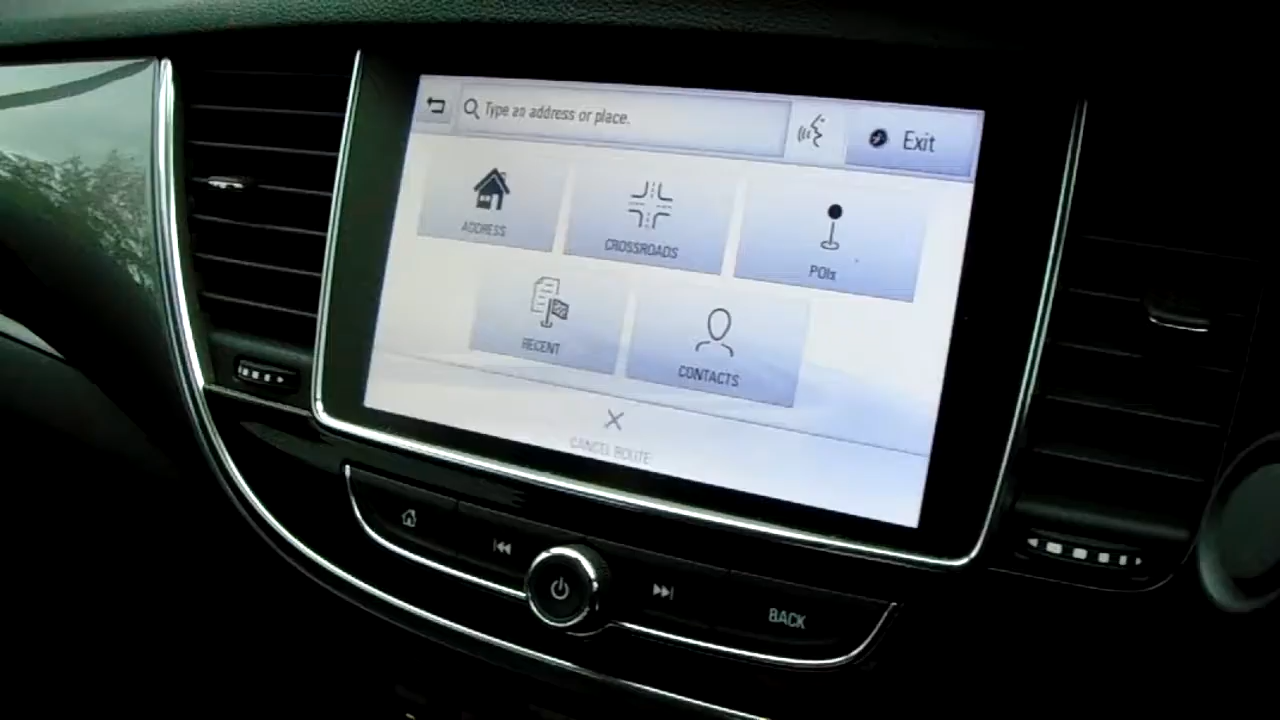 Type an address or place.
Exit
ADDRESS
CROSSROADS
POIs
RECENT
CONTACTS
CANCEL ROUTE
BACK